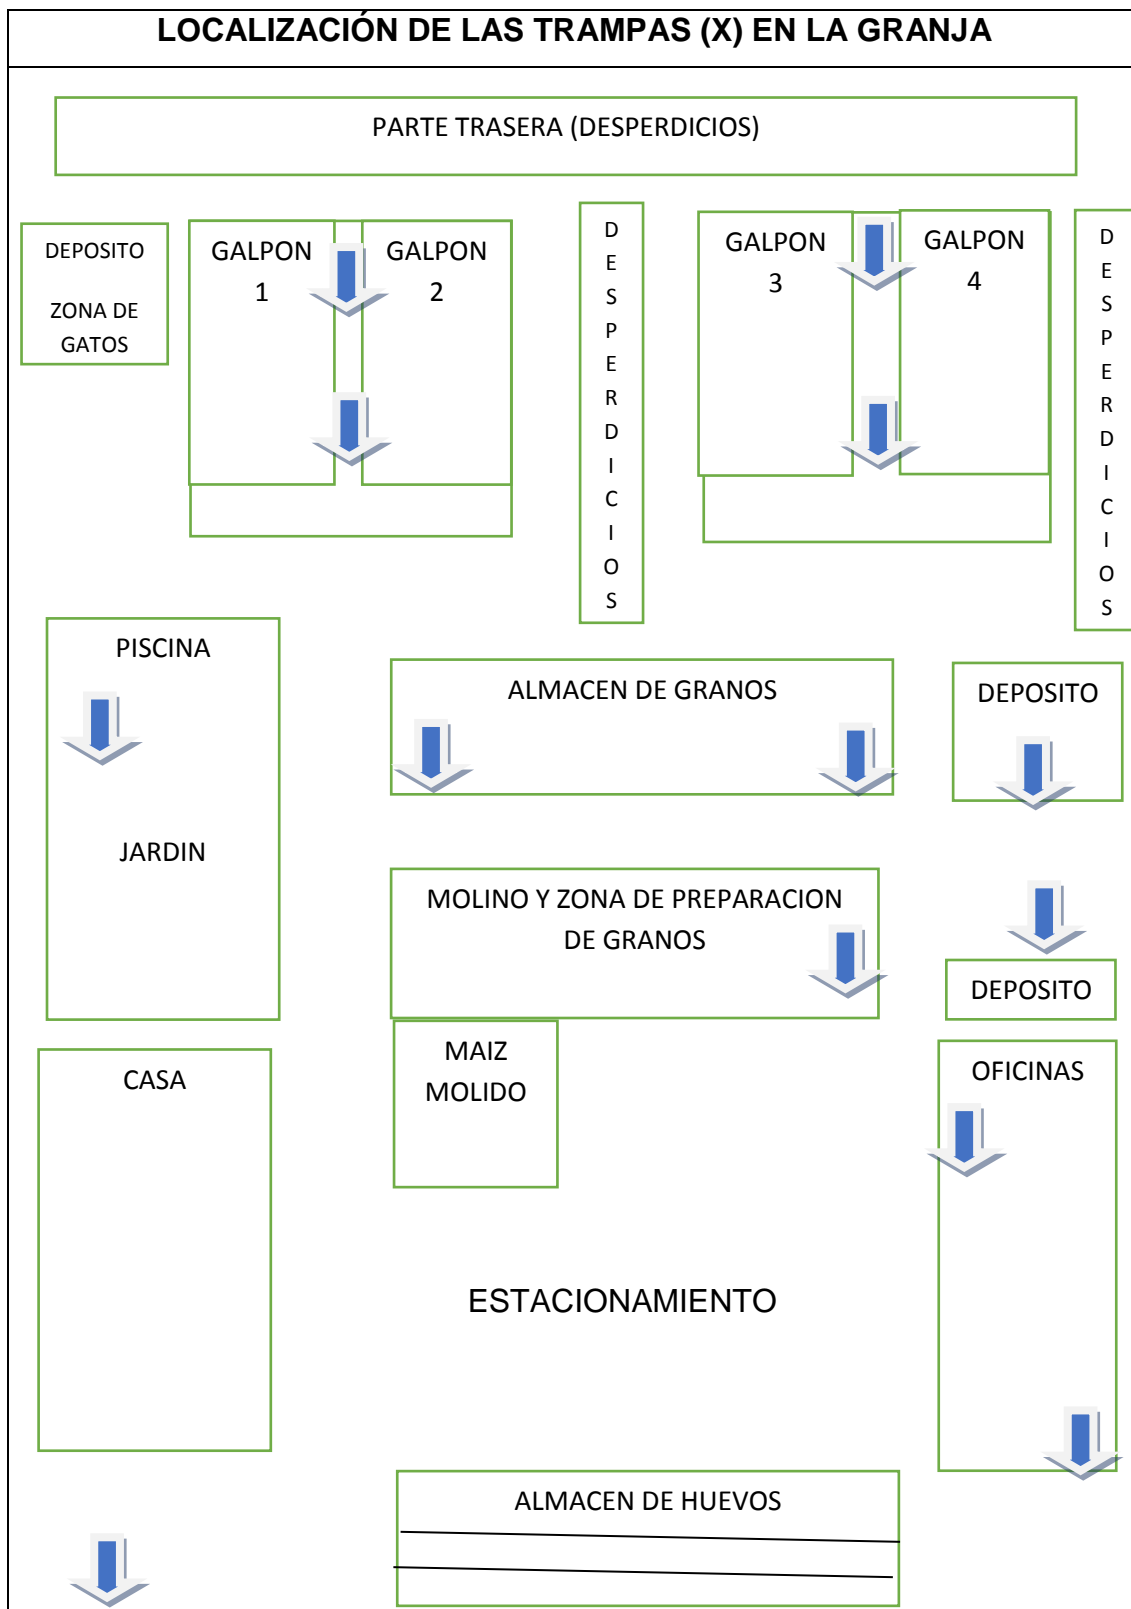 LOCALIZACIÓN DE LAS TRAMPAS (X) EN LA GRANJA
PARTE TRASERA (DESPERDICIOS)
DEPOSITO
ZONA DE
GATOS
GALPON
1
GALPON
2
D
E
S
P
E
R
D
I
C
I
O
S
GALPON
3
GALPON
4
D
E
S
P
E
R
D
I
C
I
O
S
PISCINA
JARDIN
ALMACEN DE GRANOS
DEPOSITO
MOLINO Y ZONA DE PREPARACION
DE GRANOS
DEPOSITO
MAIZ
MOLIDO
CASA
OFICINAS
ESTACIONAMIENTO
ALMACEN DE HUEVOS